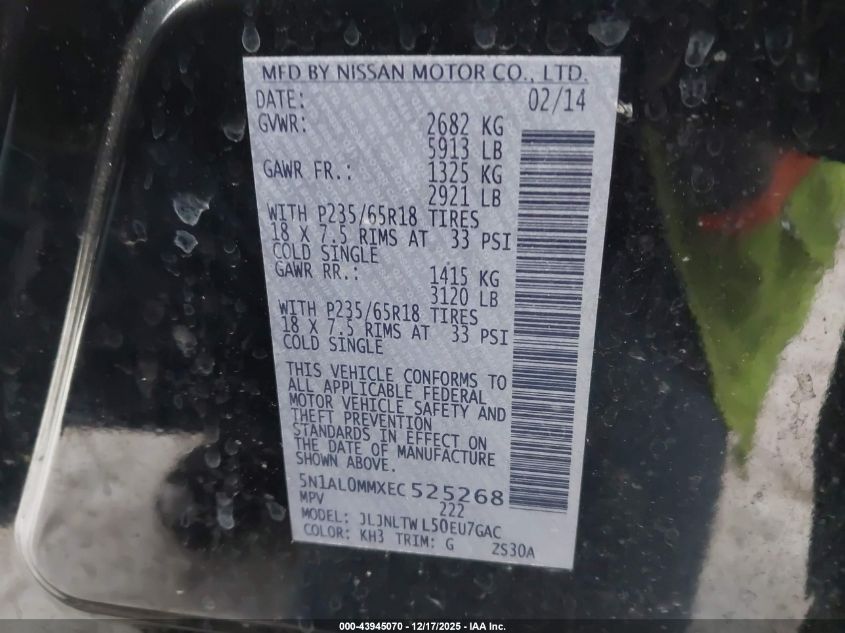 MFD BY NISSAN MOTOR CO., LTD.
DATE: 02/14
GVWR: 2682 KG
5913 LB
GAWR FR.: 1325 KG
2921 LB
WITH P235/65R18 TIRES
18 X 7.5 RIMS AT 33 PSI
COLD SINGLE
GAWR RR.: 1415 KG
3120 LB
WITH P235/65R18 TIRES
18 X 7.5 RIMS AT 33 PSI
COLD SINGLE
THIS VEHICLE CONFORMS TO
ALL APPLICABLE FEDERAL
MOTOR VEHICLE SAFETY AND
THEFT PREVENTION
STANDARDS IN EFFECT ON
THE DATE OF MANUFACTURE
SHOWN ABOVE.
5N1AL0MMXEC525268
MPV 222
MODEL: JLJNLTWL50EU7GAC
COLOR: KH3 TRIM: G ZS30A
000-43945070 - 12/17/2025 - IAA Inc.